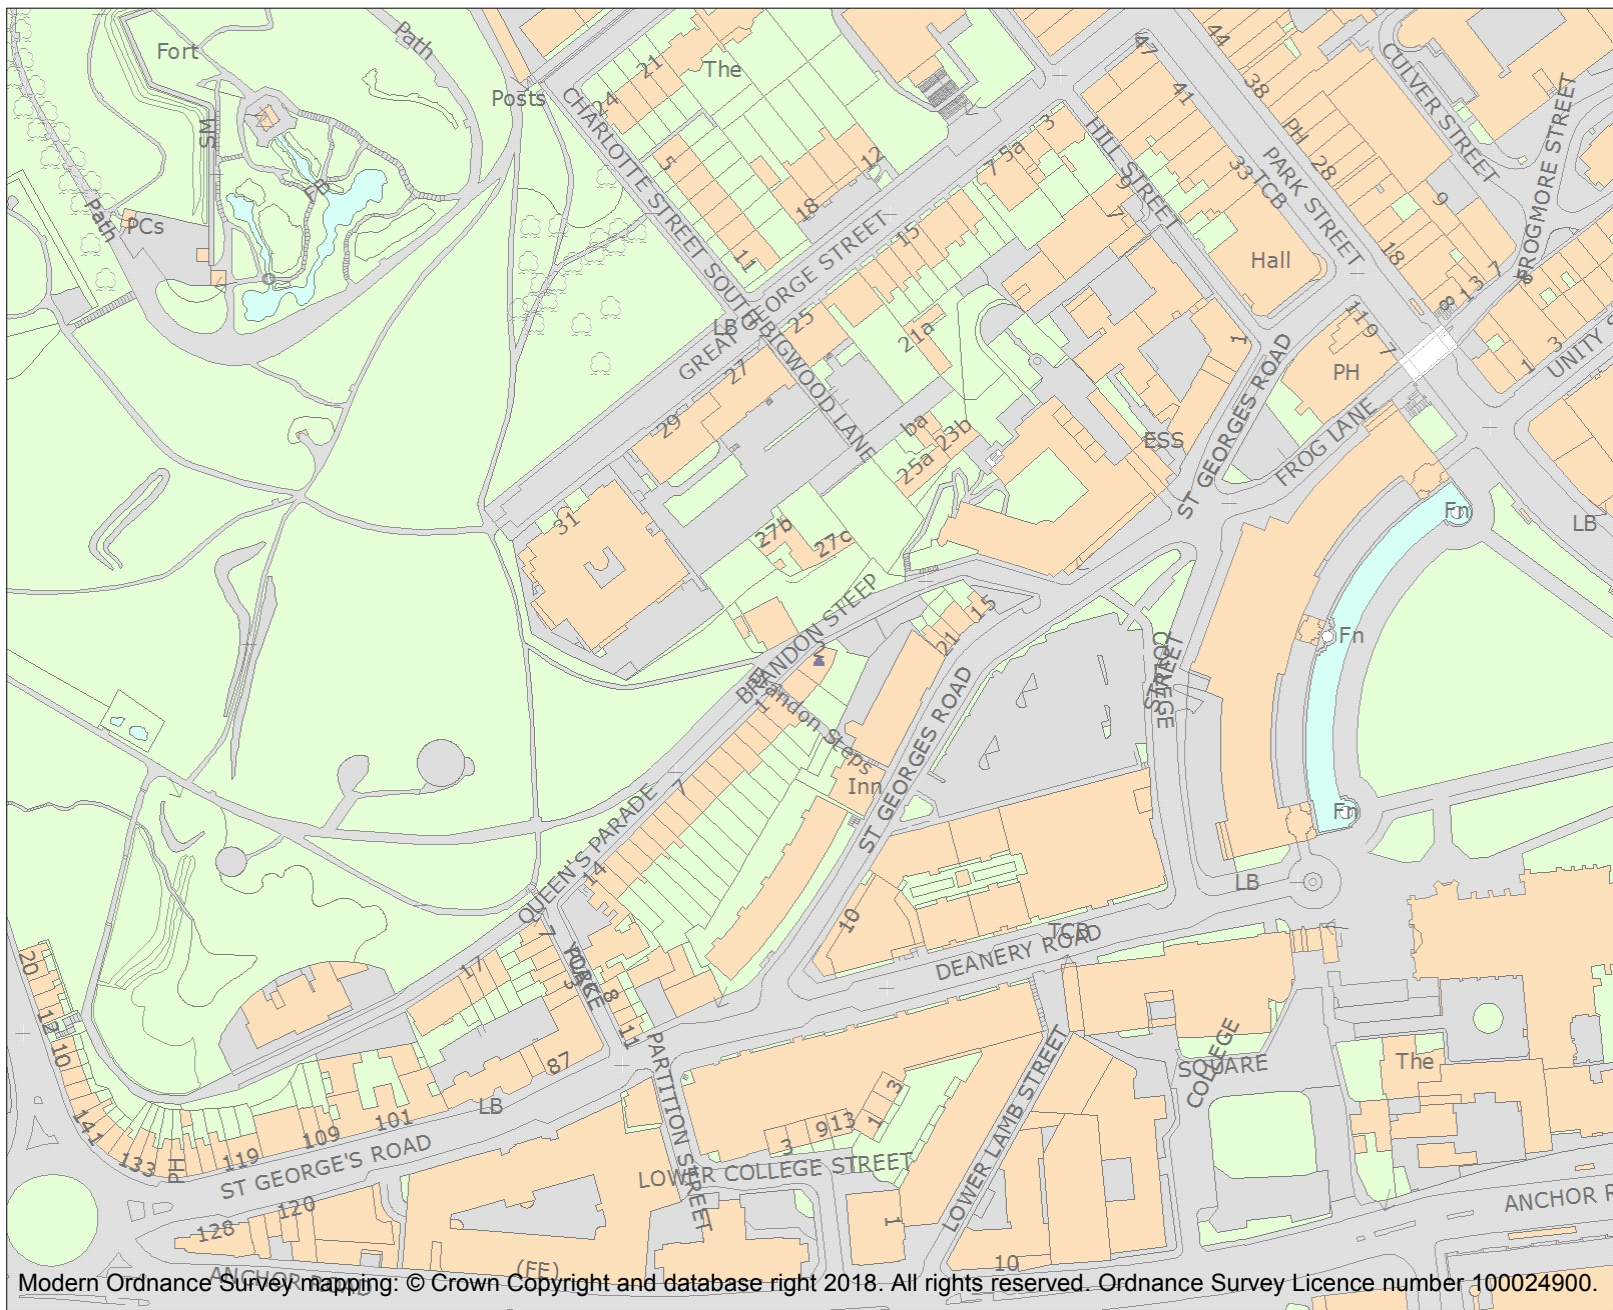 Fort
Path
21
The
44
47
41
38
CULVER STREET
FROGMORE STREET
Posts
24
CHARLOTTE STREET SOUTH
SM
FB
Path
PCs
5
12
3
5a
7
HILL STREET
PH
28
33
TCB
PARK STREET
9
9
7
18
11
15
18
Hall
8
13
7
6
LB
GREAT GEORGE STREET
25
BIGWOOD LANE
21a
1
119
7
PH
1
3
UNITY S
27
29
ba
23b
25a
ESS
ST GEORGES ROAD
FROG LANE
Fn
LB
31
27b
27c
BRANDON STEEP
15
21
2
Brandon Steps
1
COLLEGE
STREET
Fn
ST GEORGES ROAD
Inn
7
Fn
QUEEN'S PARADE
14
LB
10
TCB
DEANERY ROAD
20
12
10
17
7
YORK
PLACE
3
8
11
87
PARTITION STREET
LB
COLLEGE
SQUARE
The
141
133
PH
119
109
101
ST GEORGE'S ROAD
3
1
9
13
3
LOWER COLLEGE STREET
LOWER LAMB STREET
128
120
1
ANCHOR R
(FE)
10
ANCHOR ROAD
Modern Ordnance Survey mapping: © Crown Copyright and database right 2018. All rights reserved. Ordnance Survey Licence number 100024900.